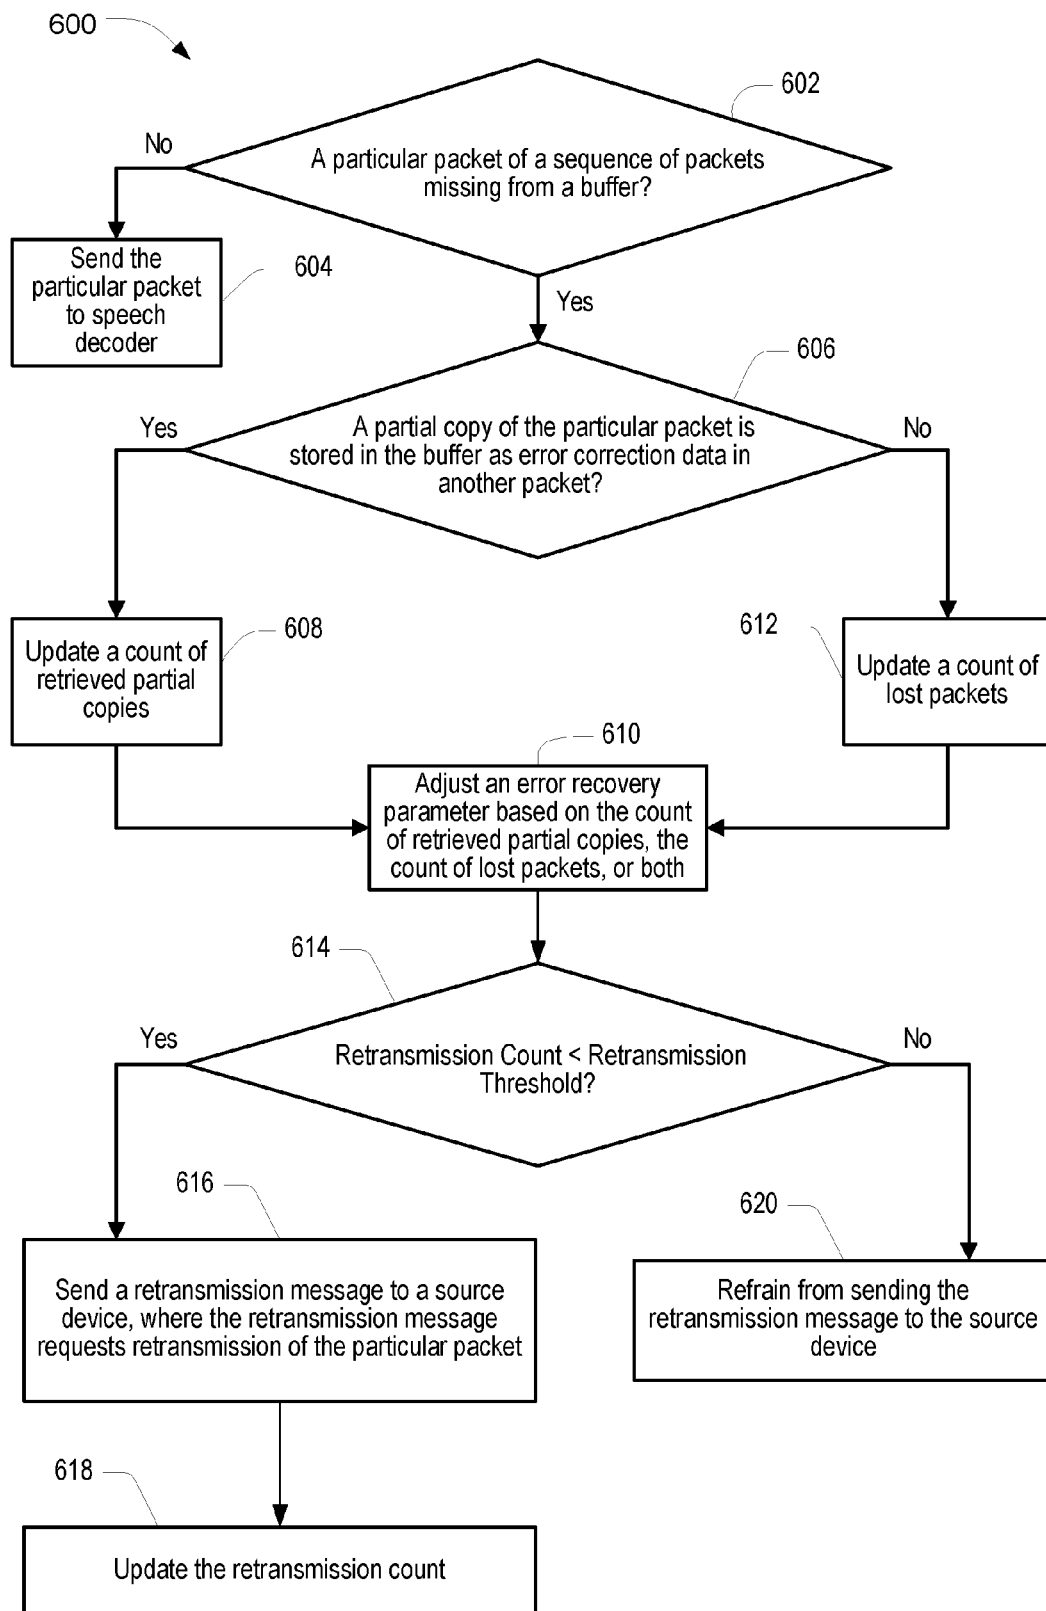 600
602
A particular packet of a sequence of packets
missing from a buffer?
No
Yes
Send the
particular packet
to speech
decoder
604
606
A partial copy of the particular packet is
stored in the buffer as error correction data in
another packet?
Yes
No
Update a count of
retrieved partial
copies
608
612
Update a count of
lost packets
610
Adjust an error recovery
parameter based on the count
of retrieved partial copies, the
count of lost packets, or both
614
Retransmission Count < Retransmission
Threshold?
Yes
No
616
Send a retransmission message to a source
device, where the retransmission message
requests retransmission of the particular packet
620
Refrain from sending the
retransmission message to the source
device
618
Update the retransmission count